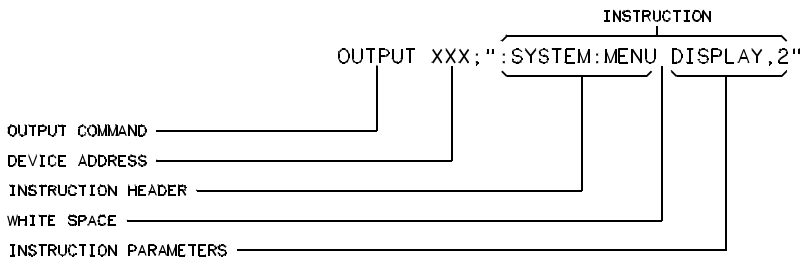 INSTRUCTION
OUTPUT XXX;":SYSTEM:MENU DISPLAY,2"
OUTPUT COMMAND
DEVICE ADDRESS
INSTRUCTION HEADER
WHITE SPACE
INSTRUCTION PARAMETERS